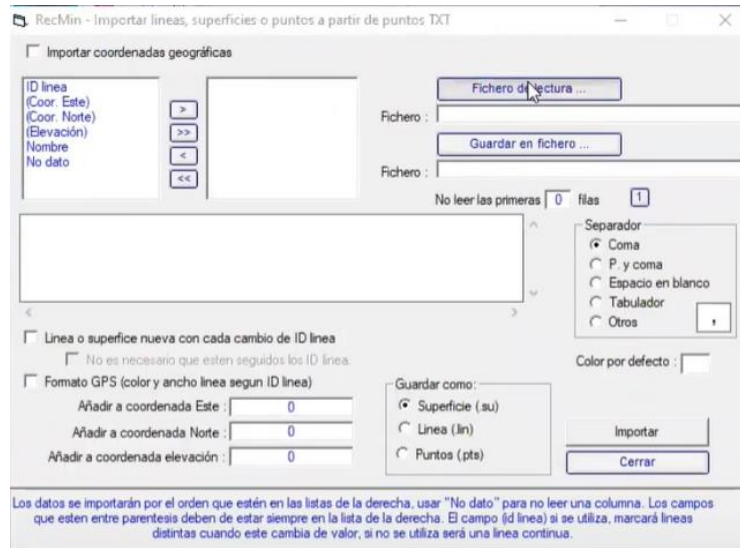 RecMin - Importar lineas, superficies o puntos a partir de puntos TXT
Importar coordenadas geográficas
ID linea
(Coor. Este)
(Coor. Norte)
(Elevación)
Nombre
No dato
>
>>
<
<<
Fichero de lectura ...
Fichero :
Guardar en fichero ...
Fichero :
No leer las primeras 0 filas 1
Separador
Coma
P. y coma
Espacio en blanco
Tabulador
Otros ,
Linea o superfice nueva con cada cambio de ID linea
No es necesario que esten seguidos los ID linea.
Color por defecto :
Formato GPS (color y ancho linea segun ID linea)
Añadir a coordenada Este : 0
Añadir a coordenada Norte : 0
Añadir a coordenada elevación : 0
Guardar como:
Superficie (.su)
Linea (.lin)
Puntos (.pts)
Importar
Cerrar
Los datos se importarán por el orden que estén en las listas de la derecha, usar "No dato" para no leer una columna. Los campos
que esten entre parentesis deben de estar siempre en la lista de la derecha. El campo (id linea) si se utiliza, marcará lineas
distintas cuando este cambia de valor, si no se utiliza será una linea continua.